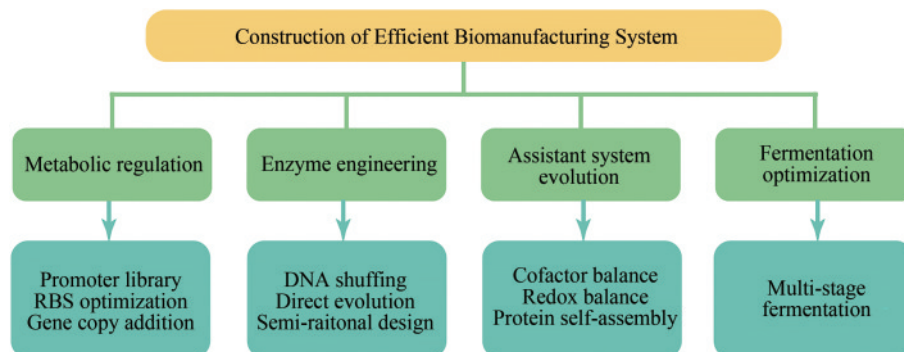 Construction of Efficient Biomanufacturing System
Metabolic regulation
Enzyme engineering
Assistant system
evolution
Fermentation
optimization
Promoter library
RBS optimization
Gene copy addition
DNA shuffing
Direct evolution
Semi-raitonal design
Cofactor balance
Redox balance
Protein self-assembly
Multi-stage
fermentation